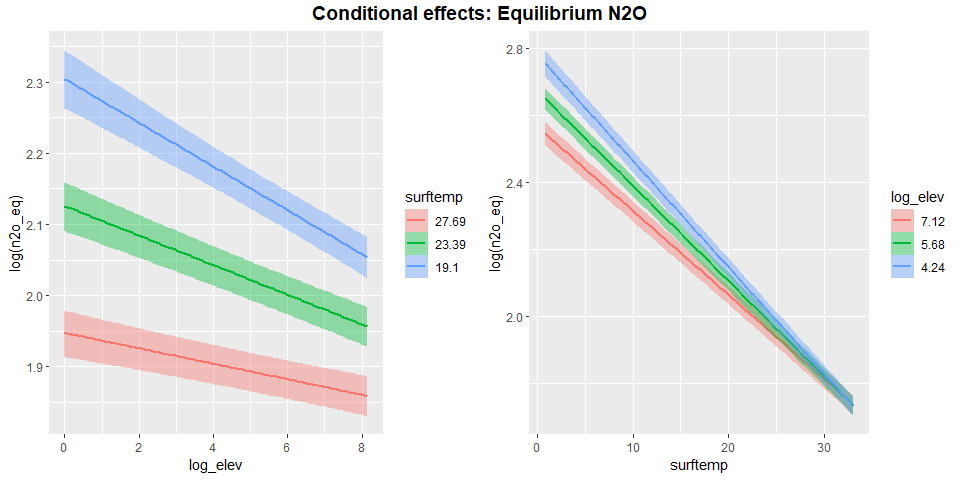 Conditional effects: Equilibrium N2O
log(n2o_eq)
2.3
2.2
2.1
2.0
1.9
0 2 4 6 8
log_elev
surftemp
27.69
23.39
19.1
log(n2o_eq)
2.8
2.4
2.0
0 10 20 30
surftemp
log_elev
7.12
5.68
4.24